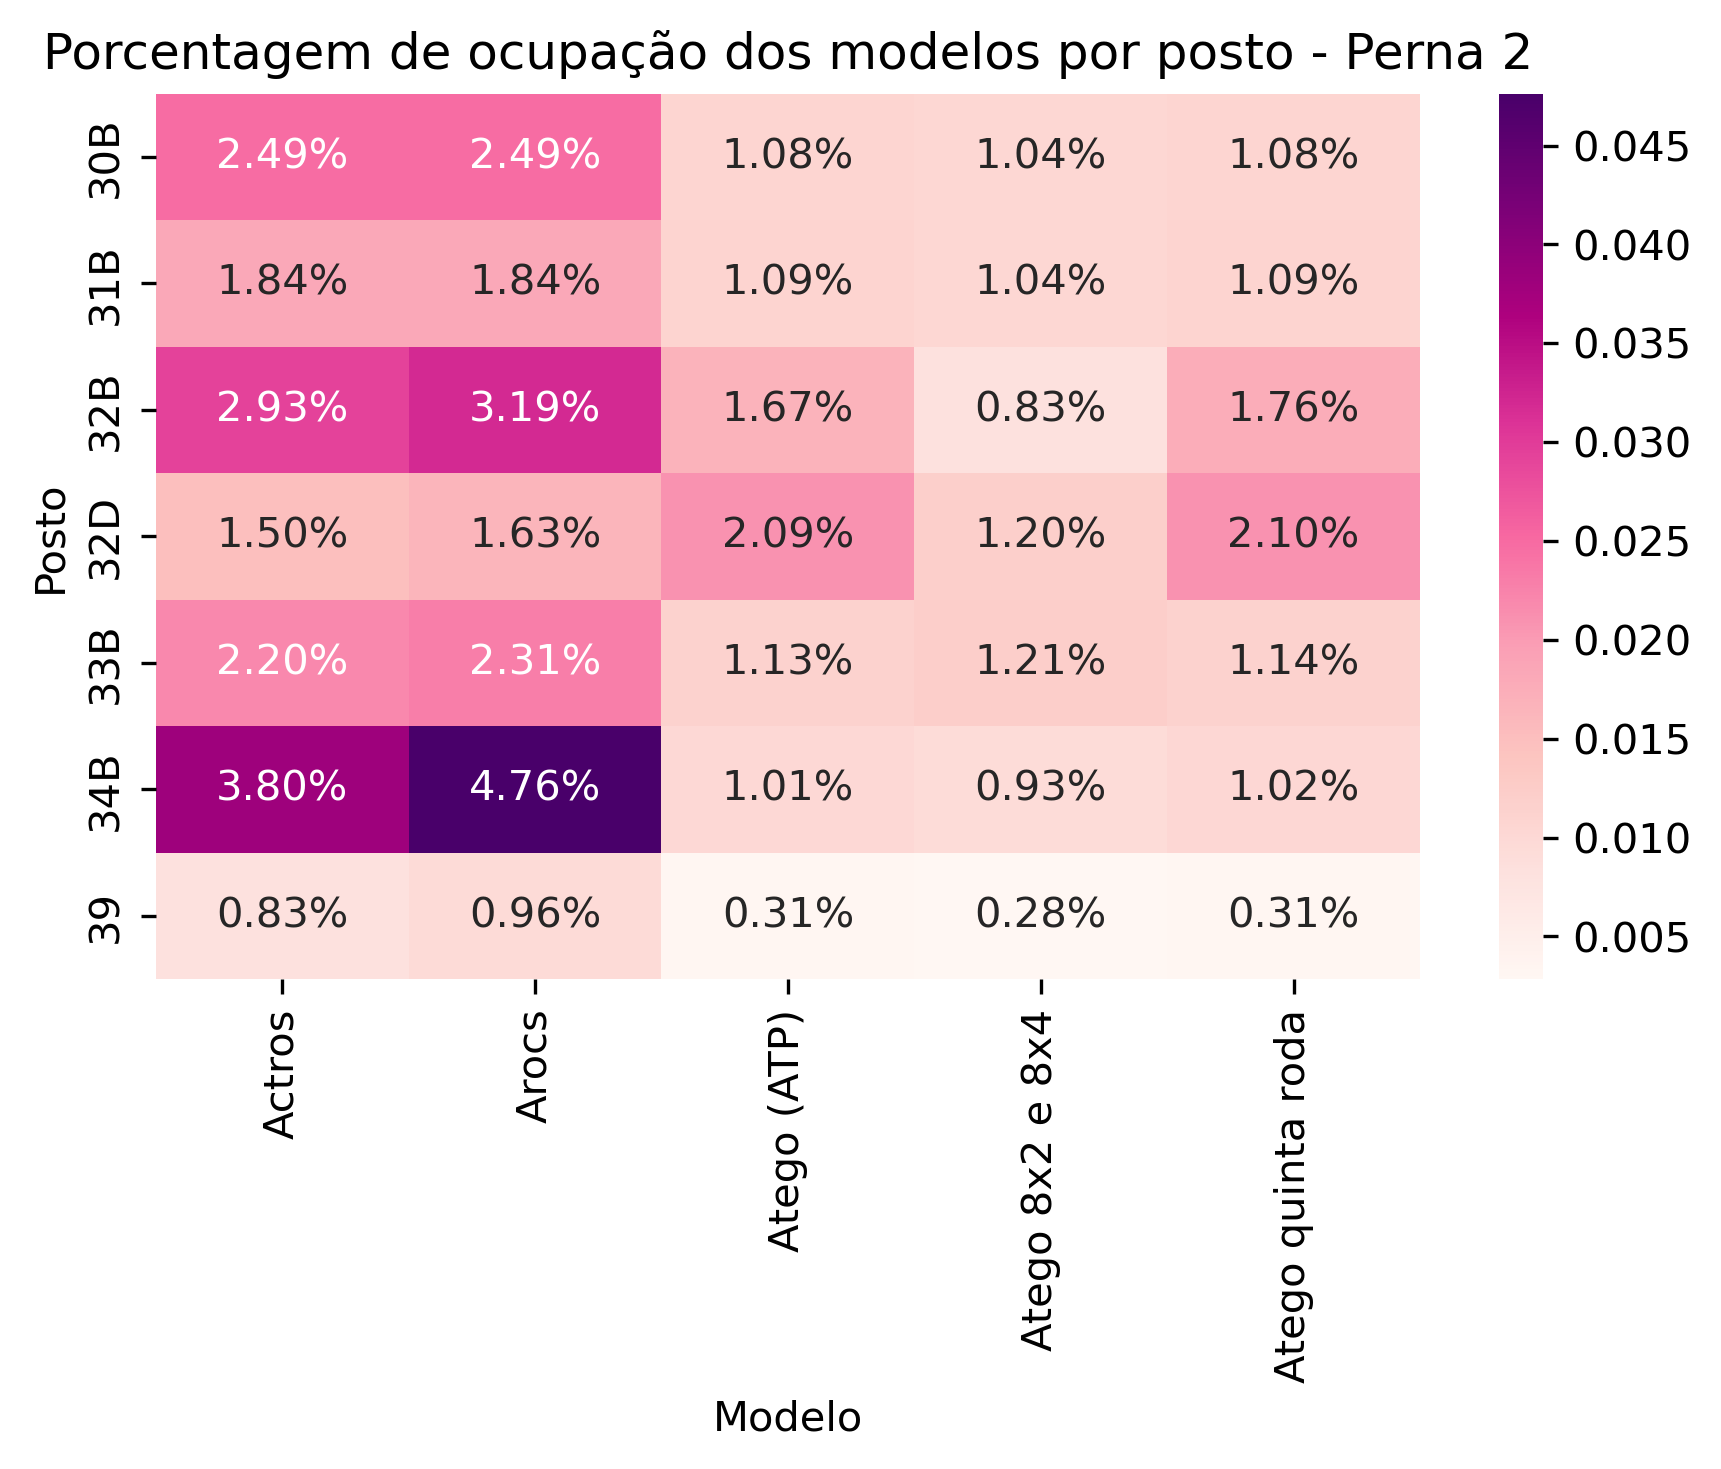 Porcentagem de ocupação dos modelos por posto - Perna 2
Posto
30B 2.49% 2.49% 1.08% 1.04% 1.08%
31B 1.84% 1.84% 1.09% 1.04% 1.09%
32B 2.93% 3.19% 1.67% 0.83% 1.76%
32D 1.50% 1.63% 2.09% 1.20% 2.10%
33B 2.20% 2.31% 1.13% 1.21% 1.14%
34B 3.80% 4.76% 1.01% 0.93% 1.02%
39 0.83% 0.96% 0.31% 0.28% 0.31%
Actros
Arocs
Atego (ATP)
Atego 8x2 e 8x4
Atego quinta roda
Modelo
0.045
0.040
0.035
0.030
0.025
0.020
0.015
0.010
0.005